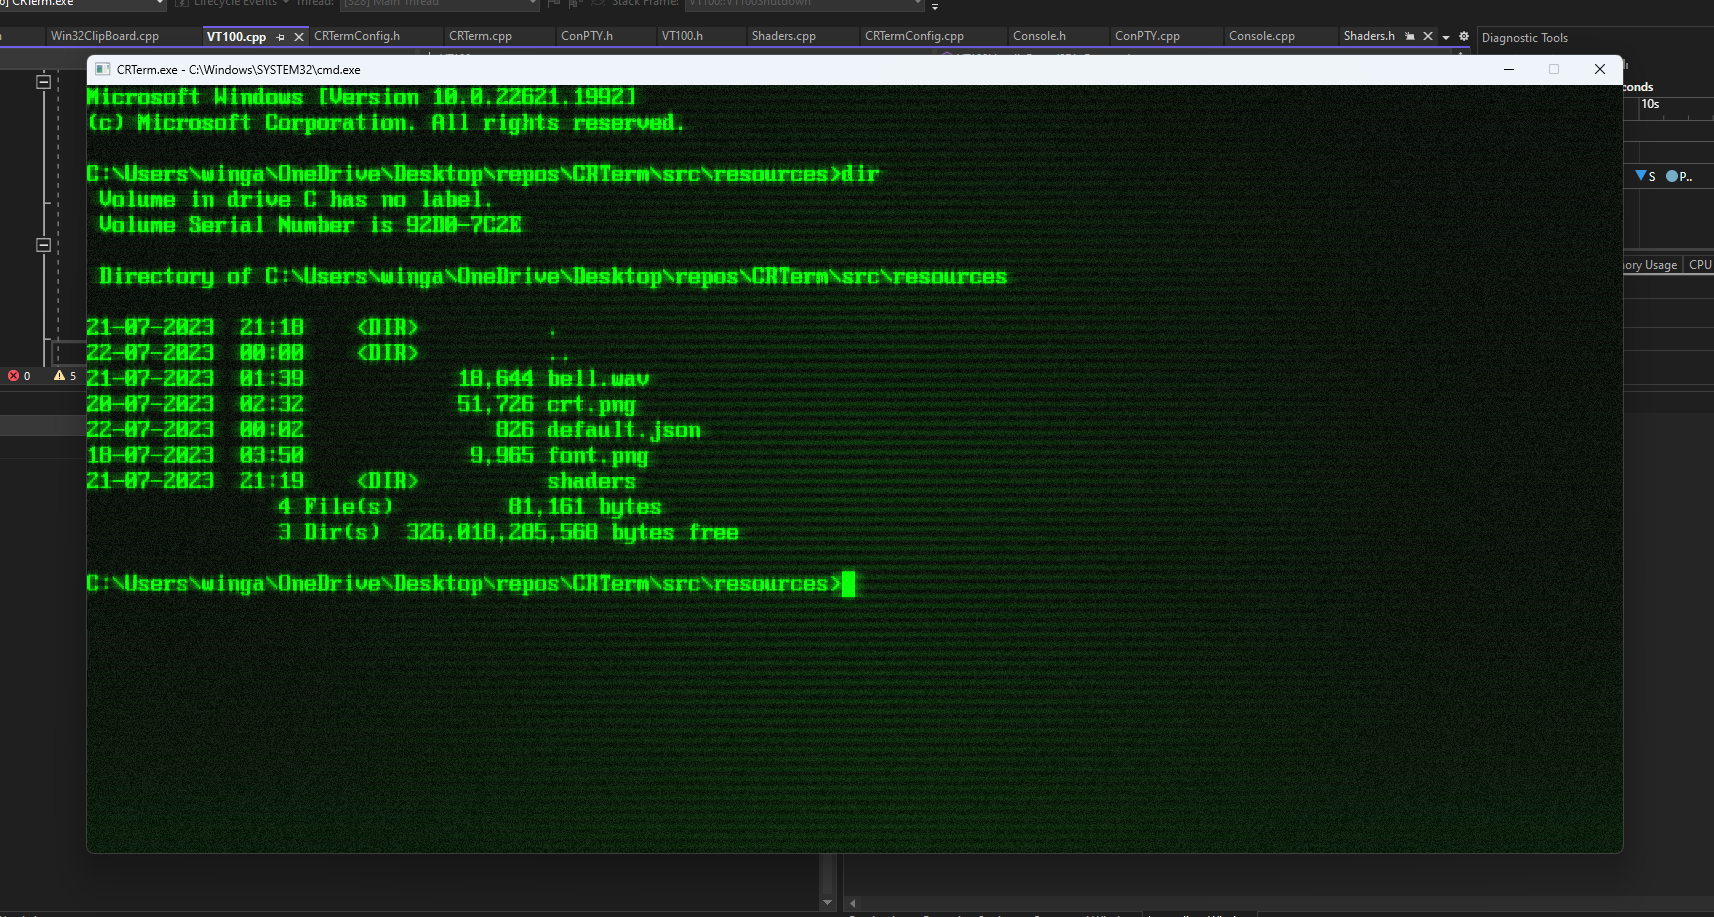 CRTerm.exe
Lifecycle Events Thread: [528] Main Thread Stack Frame: VT100::VT100Shutdown
Win32ClipBoard.cpp VT100.cpp CRTermConfig.h CRTerm.cpp ConPTY.h VT100.h Shaders.cpp CRTermConfig.cpp Console.h ConPTY.cpp Console.cpp Shaders.h Diagnostic Tools
CRTerm.exe - C:\Windows\SYSTEM32\cmd.exe
onds
10s
Microsoft Windows [Version 10.0.22621.1992]
(c) Microsoft Corporation. All rights reserved.
C:\Users\winga\OneDrive\Desktop\repos\CRTerm\src\resources>dir
S P..
Volume in drive C has no label.
Volume Serial Number is 92D0-7C2E
ory Usage CPU
Directory of C:\Users\winga\OneDrive\Desktop\repos\CRTerm\src\resources
21-07-2023 21:18 <DIR> .
22-07-2023 00:00 <DIR> ..
0 5
21-07-2023 01:39 18,644 bell.wav
20-07-2023 02:32 51,726 crt.png
22-07-2023 00:02 826 default.json
18-07-2023 03:50 9,965 font.png
21-07-2023 21:19 <DIR> shaders
4 File(s) 81,161 bytes
3 Dir(s) 326,018,285,568 bytes free
C:\Users\winga\OneDrive\Desktop\repos\CRTerm\src\resources>